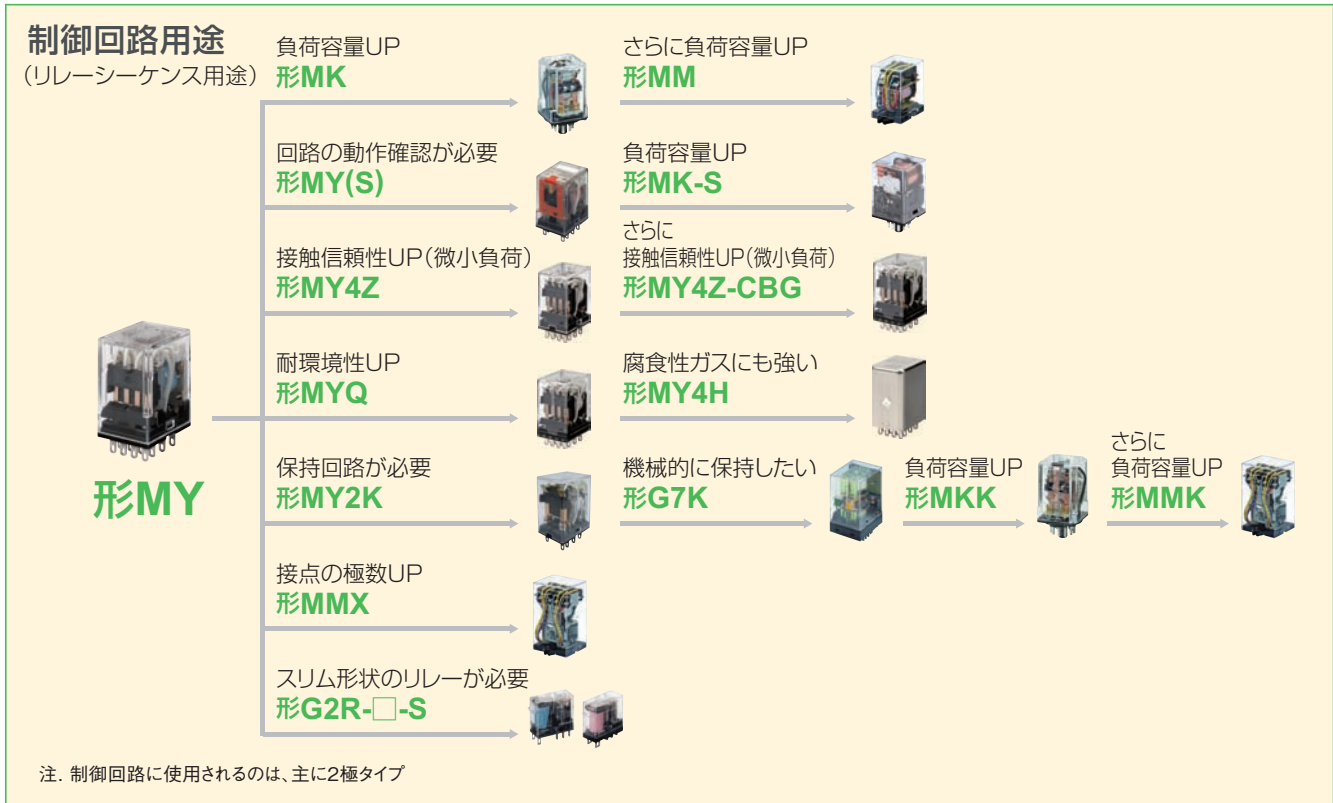 制御回路用途
（リレーシーケンス用途）
負荷容量UP
形MK
さらに負荷容量UP
形MM
回路の動作確認が必要
形MY(S)
負荷容量UP
形MK-S
接触信頼性UP（微小負荷）
形MY4Z
さらに
接触信頼性UP（微小負荷）
形MY4Z-CBG
耐環境性UP
形MYQ
腐食性ガスにも強い
形MY4H
形MY
保持回路が必要
形MY2K
機械的に保持したい
形G7K
負荷容量UP
形MKK
さらに
負荷容量UP
形MMK
接点の極数UP
形MMX
スリム形状のリレーが必要
形G2R-□-S
注. 制御回路に使用されるのは、主に2極タイプ